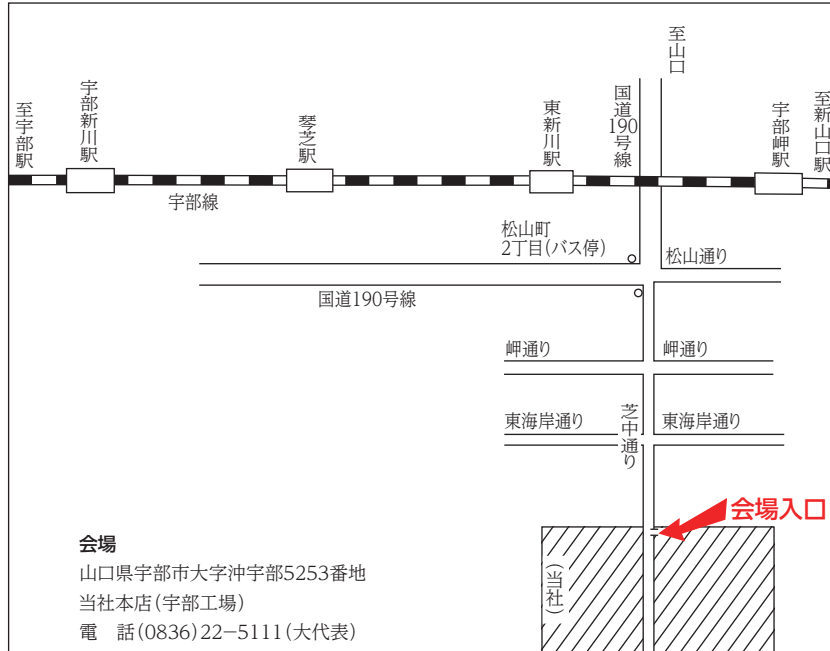 至山口
至宇部駅
宇部新川駅
琴芝駅
東新川駅
国道190号線
宇部岬駅
至新山口駅
宇部線
松山町
2丁目(バス停)
松山通り
国道190号線
岬通り
岬通り
東海岸通り
芝中通り
東海岸通り
会場入口
(当社)
会場
山口県宇部市大字沖宇部5253番地
当社本店(宇部工場)
電　話(0836)22−5111(大代表)